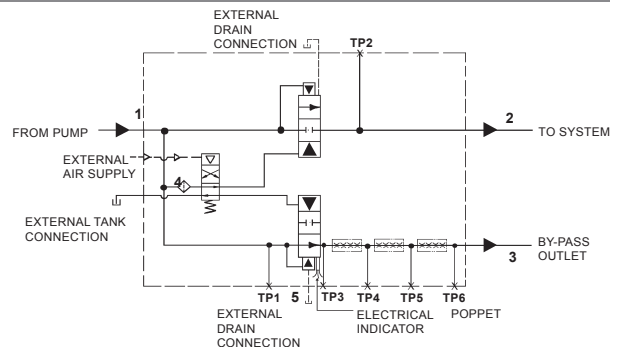 EXTERNAL
DRAIN
CONNECTION
TP2
1
2
FROM PUMP
TO SYSTEM
EXTERNAL
AIR SUPPLY
4
EXTERNAL TANK
CONNECTION
3
BY-PASS
OUTLET
TP1
5
TP3
TP4
TP5
TP6
POPPET
EXTERNAL
DRAIN
CONNECTION
ELECTRICAL
INDICATOR